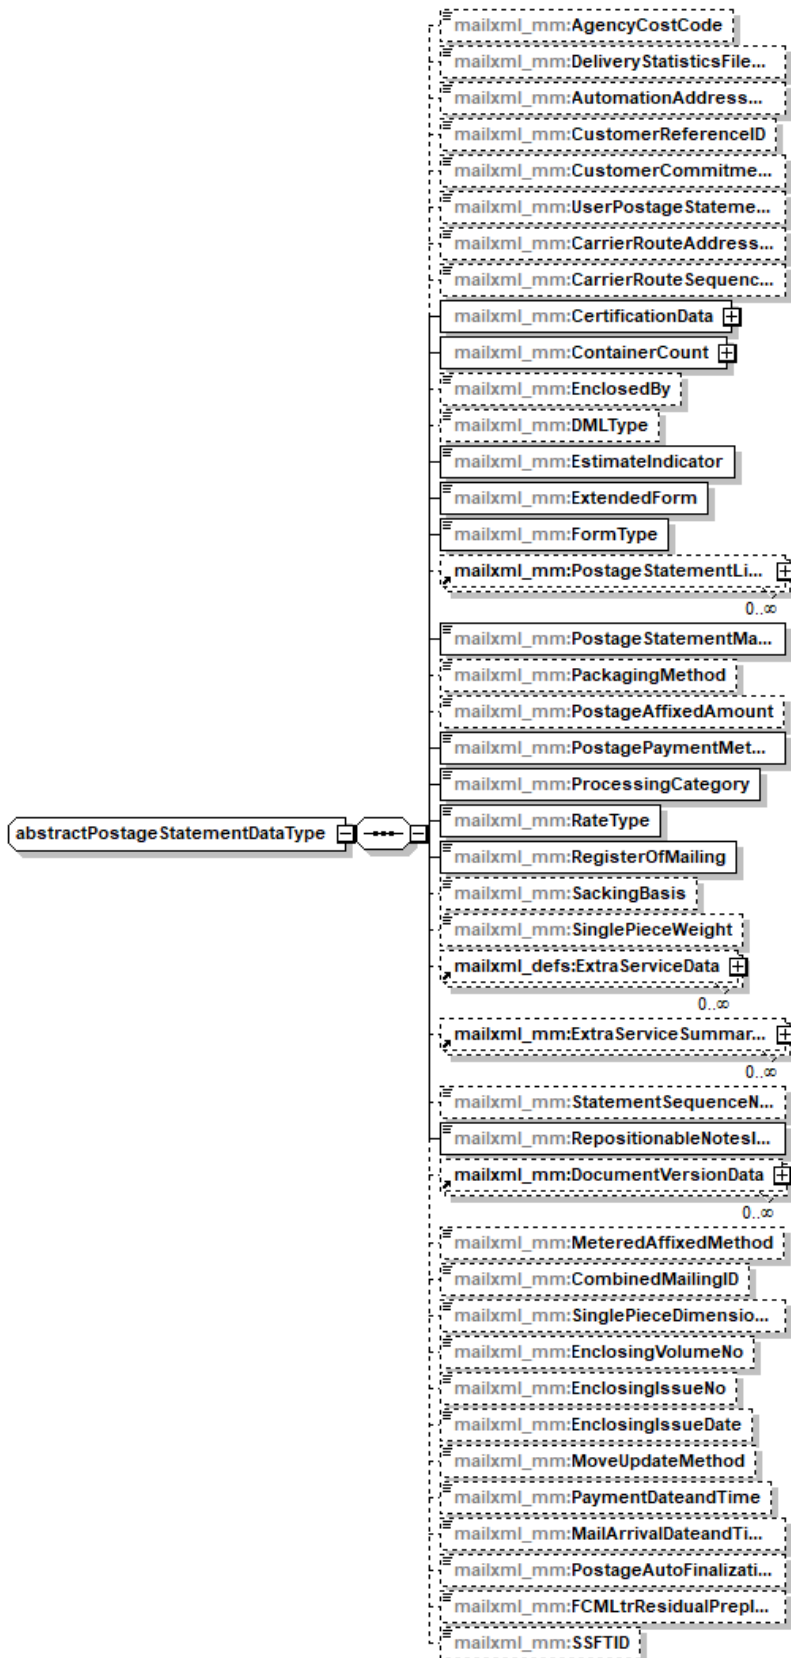 mailxml_mm:AgencyCostCode
mailxml_mm:DeliveryStatisticsFile...
mailxml_mm:AutomationAddress...
mailxml_mm:CustomerReferenceID
mailxml_mm:CustomerCommitme...
mailxml_mm:UserPostageStateme...
mailxml_mm:CarrierRouteAddress...
mailxml_mm:CarrierRouteSequenc...
mailxml_mm:CertificationData
mailxml_mm:ContainerCount
mailxml_mm:EnclosedBy
mailxml_mm:DMLType
mailxml_mm:EstimateIndicator
mailxml_mm:ExtendedForm
mailxml_mm:FormType
mailxml_mm:PostageStatementLi...
0..∞
mailxml_mm:PostageStatementMa...
mailxml_mm:PackagingMethod
mailxml_mm:PostageAffixedAmount
mailxml_mm:PostagePaymentMet...
mailxml_mm:ProcessingCategory
mailxml_mm:RateType
abstractPostageStatementDataType
mailxml_mm:RegisterOfMailing
mailxml_mm:SackingBasis
mailxml_mm:SinglePieceWeight
mailxml_defs:ExtraServiceData
0..∞
mailxml_mm:ExtraServiceSummar...
0..∞
mailxml_mm:StatementSequenceN...
mailxml_mm:RepositionableNotesI...
mailxml_mm:DocumentVersionData
0..∞
mailxml_mm:MeteredAffixedMethod
mailxml_mm:CombinedMailingID
mailxml_mm:SinglePieceDimensio...
mailxml_mm:EnclosingVolumeNo
mailxml_mm:EnclosingIssueNo
mailxml_mm:EnclosingIssueDate
mailxml_mm:MoveUpdateMethod
mailxml_mm:PaymentDateandTime
mailxml_mm:MailArrivalDateandTi...
mailxml_mm:PostageAutoFinalizati...
mailxml_mm:FCMLtrResidualPrepI...
mailxml_mm:SSFTID